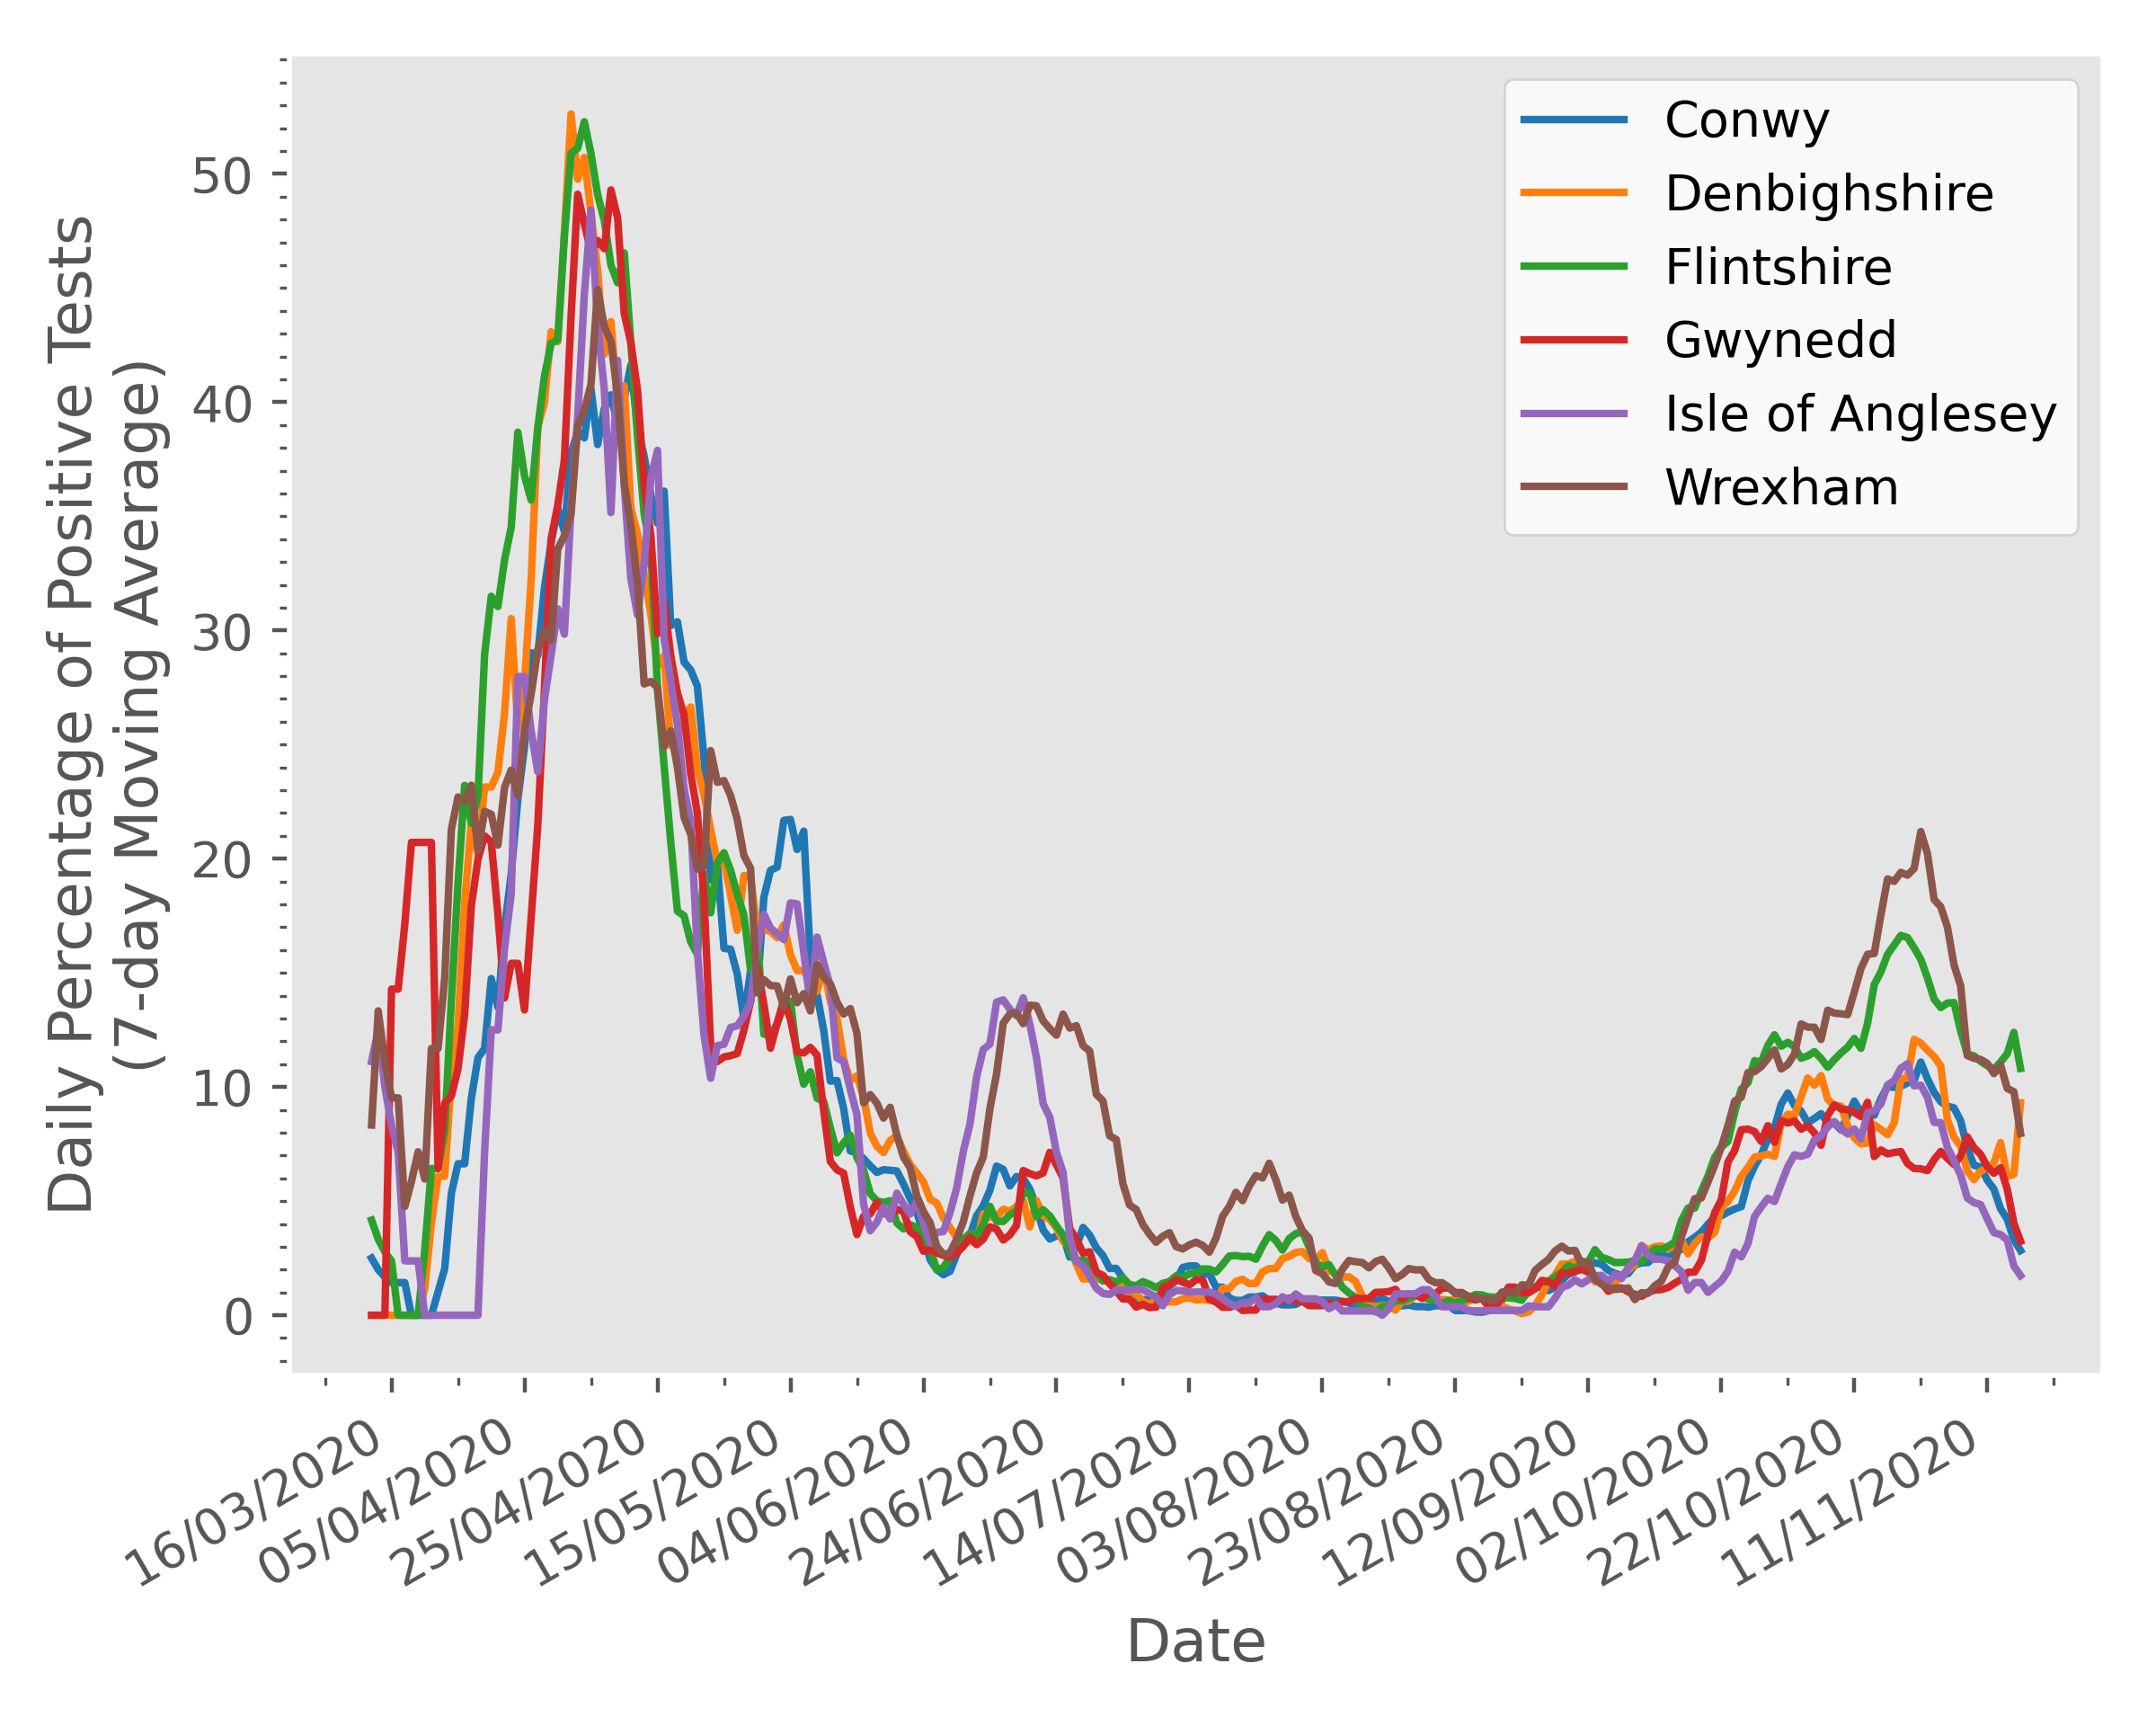 Daily Percentage of Positive Tests
(7-day Moving Average)
50
40
30
20
10
0
Conwy
Denbighshire
Flintshire
Gwynedd
Isle of Anglesey
Wrexham
16/03/2020
05/04/2020
25/04/2020
15/05/2020
04/06/2020
24/06/2020
14/07/2020
03/08/2020
23/08/2020
12/09/2020
02/10/2020
22/10/2020
11/11/2020
Date